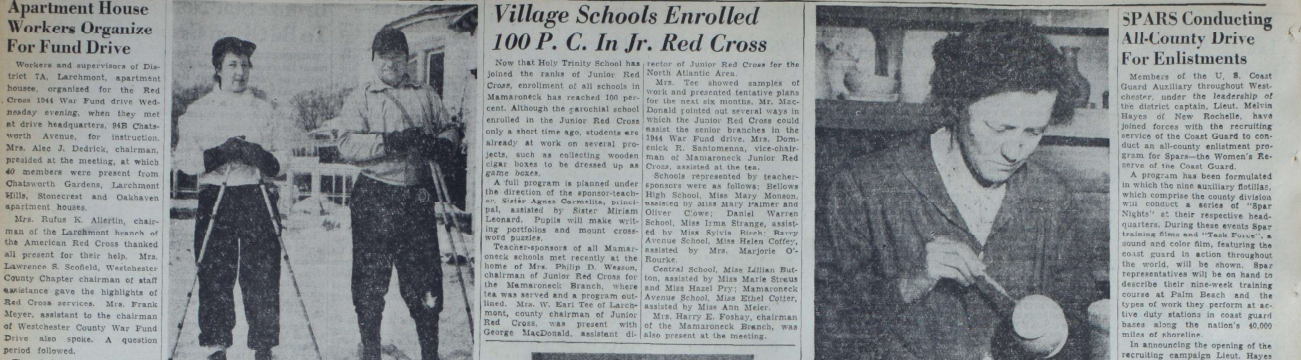 Apartment House
Workers Organize
For Fund Drive
Workers and supervisors of Dis-
trict 7A, Larchmont, apartment
houses, organized for the Red
Cross 1944 War Fund drive Wed-
nesday evening, when they met
at drive headquarters, 94B Chats-
worth Avenue, for instruction.
Mrs. Alec J. Dedrick, chairman,
presided at the meeting, at which
40 members were present from
Chatsworth Gardens, Larchmont
Hills, Stonecrest and Oakhaven
apartment houses.
Mrs. Rufus K. Allerton, chair-
man of the Larchmont branch of
the American Red Cross thanked
all present for their help. Mrs.
Lawrence S. Scofield, Westchester
County Chapter chairman of staff
assistance gave the highlights of
Red Cross services. Mrs. Frank
Meyer, assistant to the chairman
of Westchester County War Fund
Drive also spoke. A question
period followed.
Village Schools Enrolled
100 P. C. In Jr. Red Cross
Now that Holy Trinity School has
joined the ranks of Junior Red
Cross, enrollment of all schools in
Mamaroneck has reached 100 per-
cent. Although the parochial school
enrolled in the Junior Red Cross
only a short time ago, students are
already at work on several pro-
jects, such as collecting wooden
cigar boxes to be dressed up as
game boxes.
A full program is planned under
the direction of the sponsor-teach-
er, Sister Agnes Carmelita, princi-
pal, assisted by Sister Miriam
Leonard. Pupils will make writ-
ing portfolios and mount cross-
word puzzles.
Teacher-sponsors of all Mamar-
oneck schools met recently at the
home of Mrs. Philip D. Wesson,
chairman of Junior Red Cross for
the Mamaroneck Branch, where
tea was served and a program out-
lined. Mrs. W. Earl Tee of Larch-
mont, county chairman of Junior
Red Cross, was present with
George MacDonald, assistant di-
rector of Junior Red Cross for the
North Atlantic Area.
Mrs. Tee showed samples of
work and presented tentative plans
for the next six months. Mr. Mac-
Donald pointed out several ways in
which the Junior Red Cross could
assist the senior branches in the
1944 War Fund drive. Mrs. Dom-
enick R. Santomenna, vice-chair-
man of Mamaroneck Junior Red
Cross, assisted at the tea.
Schools represented by teacher-
sponsors were as follows: Bellows
High School, Miss Mary Monson,
assisted by Miss Mary Palmer and
Oliver Clowe; Daniel Warren
School, Miss Irma Strange, assist-
ed by Miss Sylvia Birch; Barry
Avenue School, Miss Helen Coffey,
assisted by Mrs. Marjorie O'-
Rourke.
Central School, Miss Lillian But-
ton, assisted by Miss Marie Straus
and Miss Hazel Pry; Mamaroneck
Avenue School, Miss Ethel Cotter,
assisted by Miss Ann Meier.
Mrs. Harry E. Foshay, chairman
of the Mamaroneck Branch, was
also present at the meeting.
SPARS Conducting
All-County Drive
For Enlistments
Members of the U. S. Coast
Guard Auxiliary throughout West-
chester, under the leadership of
the district captain, Lieut. Melvin
Hayes of New Rochelle, have
joined forces with the recruiting
service of the Coast Guard to con-
duct an all-county enlistment pro-
gram for Spars—the Women's Re-
serve of the Coast Guard.
A program has been formulated
in which the nine auxiliary flotillas,
which comprise the county division
will conduct a series of "Spar
Nights" at their respective head-
quarters. During these events Spar
training films and "Task Force", a
sound and color film, featuring the
coast guard in action throughout
the world, will be shown. Spar
representatives will be on hand to
describe their nine-week training
course at Palm Beach and the
types of work they perform at ac-
tive duty stations in coast guard
bases along the nation's 40,000
miles of shoreline.
In announcing the opening of the
recruiting campaign Lieut. Hayes